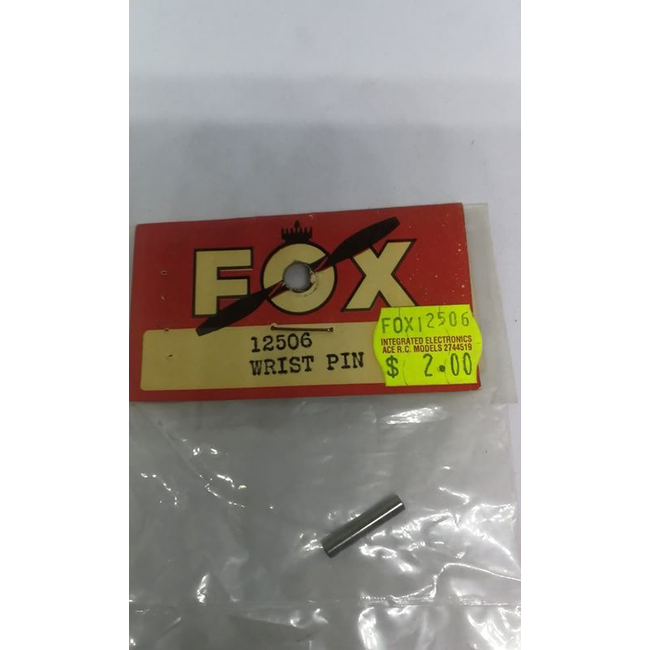 FOX
12506
WRIST PIN
FOX12506
INTEGRATED ELECTRONICS
ACE R.C. MODELS 2744519
$ 2.00